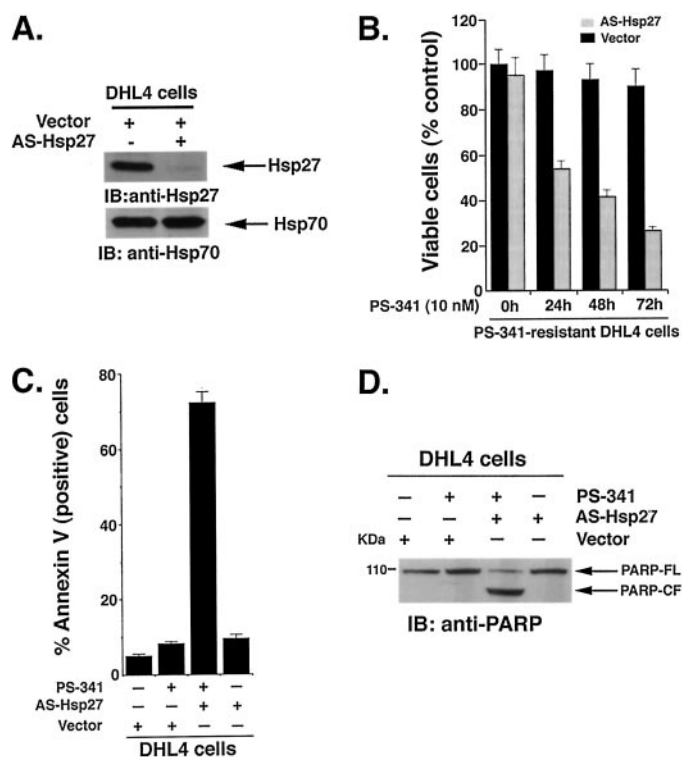 A.
DHL4 cells
Vector + +
AS-Hsp27 - +
Hsp27
IB:anti-Hsp27
Hsp70
IB: anti-Hsp70
B.
AS-Hsp27
Vector
Viable cells (% control)
120
100
80
60
40
20
0
PS-341 (10 nM) 0h 24h 48h 72h
PS-341-resistant DHL4 cells
C.
% Annexin V (positive) cells
80
60
40
20
0
PS-341 − + + −
AS-Hsp27 − − + +
Vector + + − −
DHL4 cells
D.
DHL4 cells
− + + − PS-341
− − + + AS-Hsp27
KDa + + − − Vector
110 PARP-FL
PARP-CF
IB: anti-PARP